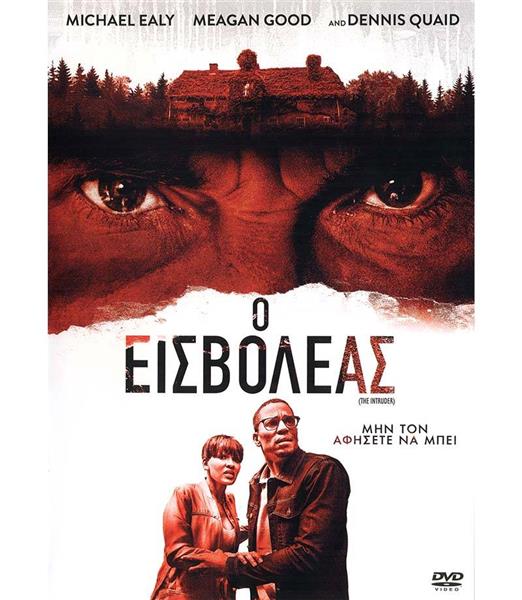 MICHAEL EALY MEAGAN GOOD AND DENNIS QUAID
Ο
ΕΙΣΒΟΛΕΑΣ
(THE INTRUDER)
ΜΗΝ ΤΟΝ
ΑΦΗΣΕΤΕ ΝΑ ΜΠΕΙ
DVD
VIDEO